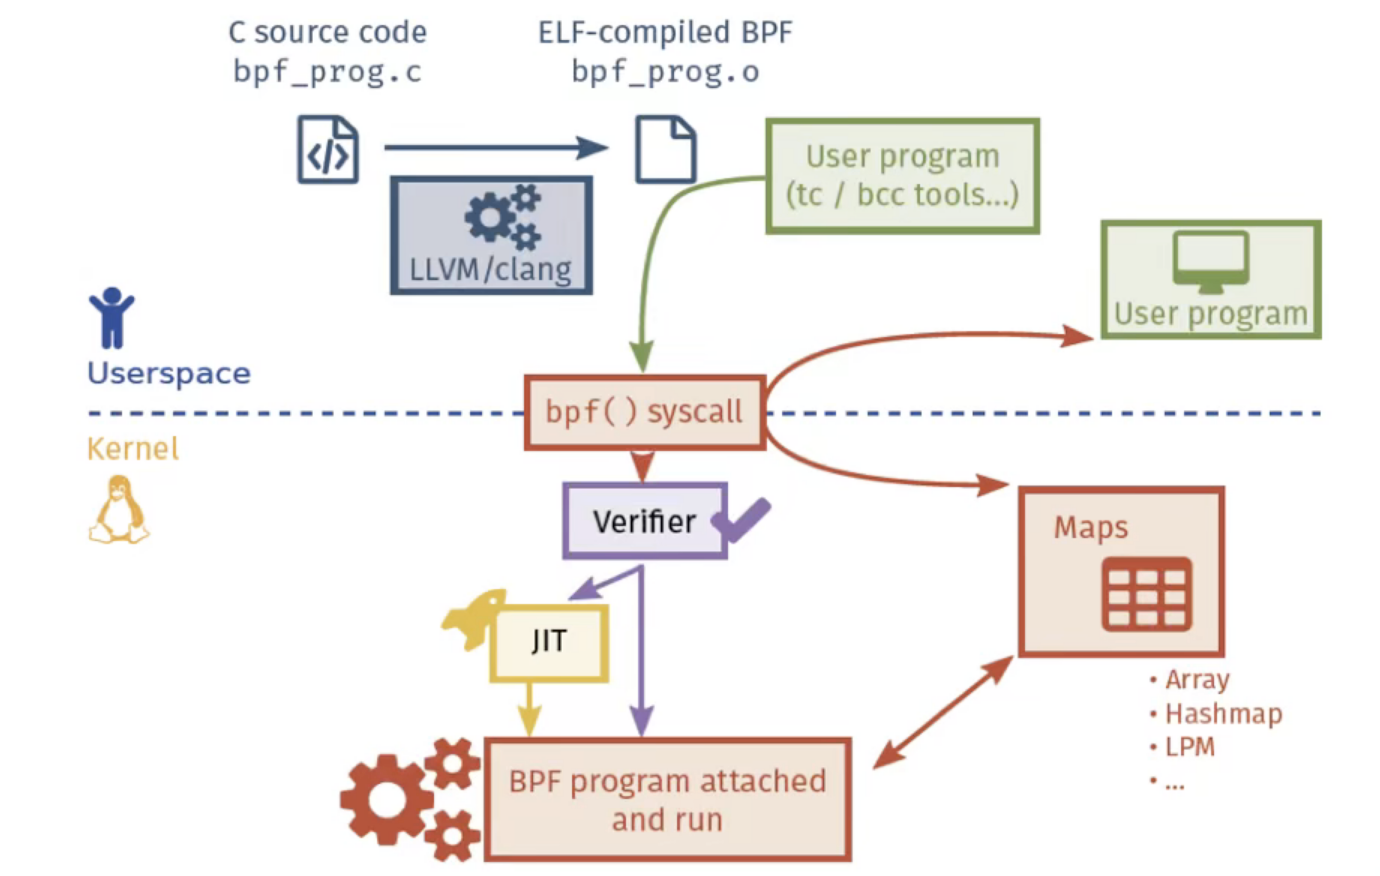 C source code
bpf_prog.c
ELF-compiled BPF
bpf_prog.o
</>
User program
(tc / bcc tools...)
LLVM/clang
User program
Userspace
bpf() syscall
Kernel
Verifier
Maps
JIT
• Array
• Hashmap
• LPM
• ...
BPF program attached
and run